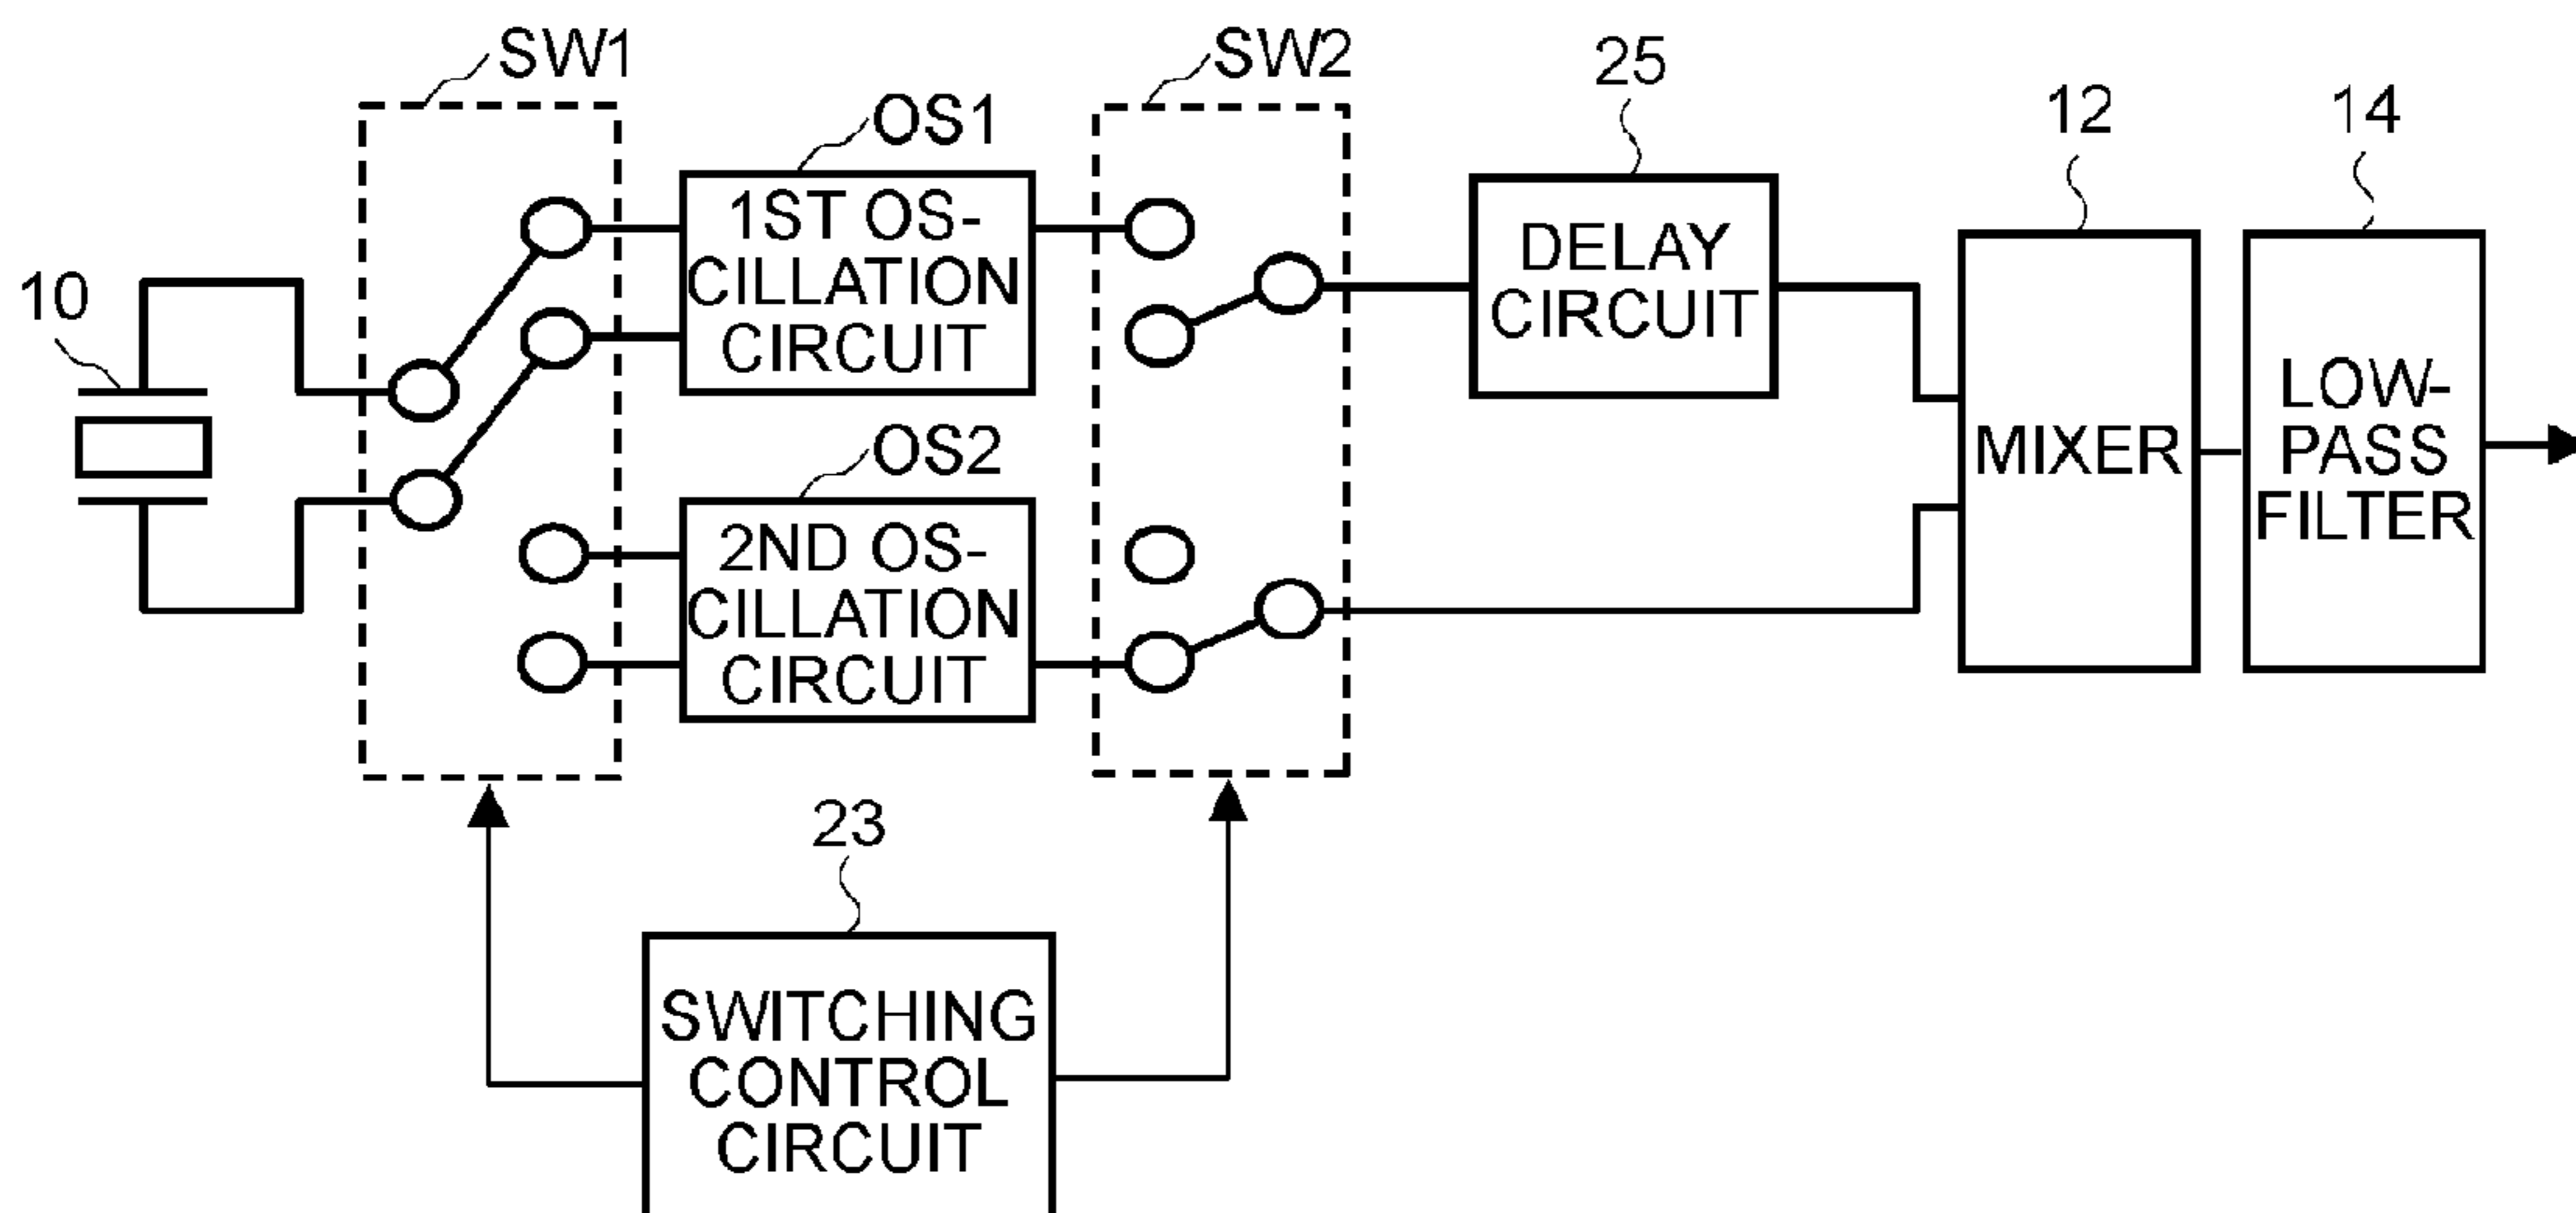 SW1
SW2
25
OS1
12
14
1ST OS-
CILLATION
CIRCUIT
DELAY
CIRCUIT
10
LOW-
PASS
FILTER
MIXER
OS2
2ND OS-
CILLATION
CIRCUIT
23
SWITCHING
CONTROL
CIRCUIT